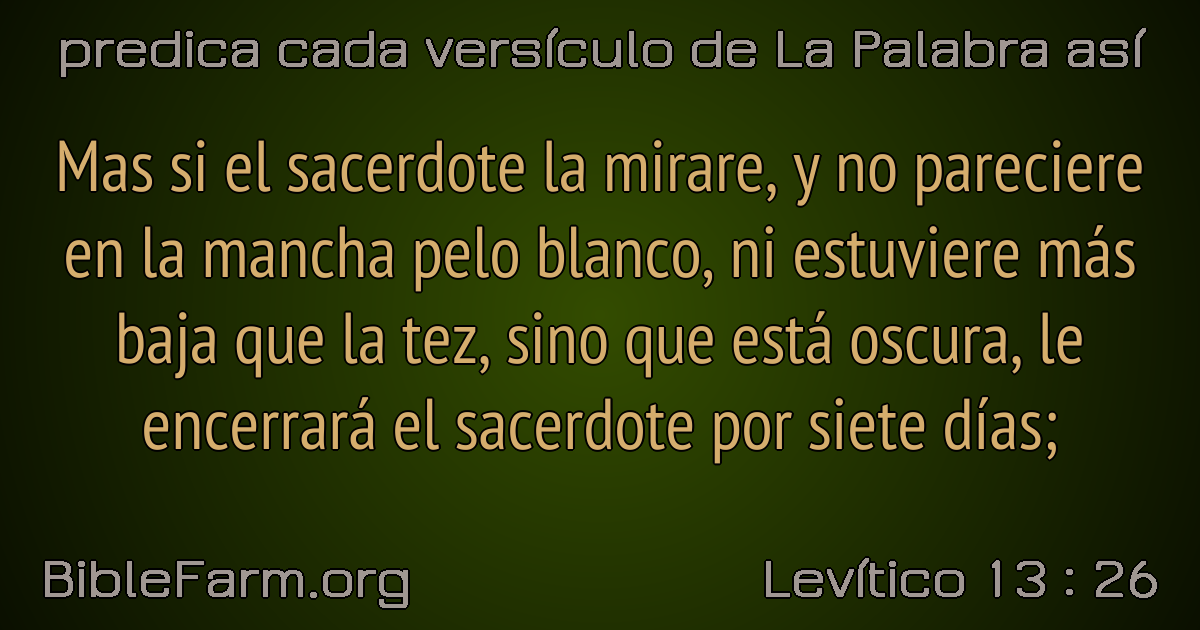 predica cada versículo de La Palabra así
Mas si el sacerdote la mirare, y no pareciere
en la mancha pelo blanco, ni estuviere más
baja que la tez, sino que está oscura, le
encerrará el sacerdote por siete días;
BibleFarm.org
Levítico 13 : 26